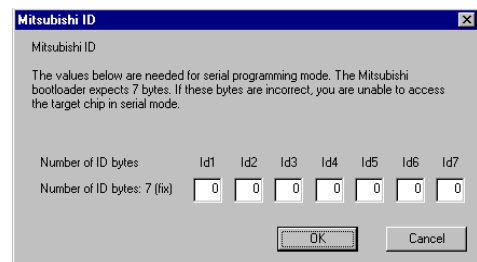 Mitsubishi ID
Mitsubishi ID
The values below are needed for serial programming mode. The Mitsubishi
bootloader expects 7 bytes. If these bytes are incorrect, you are unable to access
the target chip in serial mode.
Number of ID bytes Id1 Id2 Id3 Id4 Id5 Id6 Id7
Number of ID bytes: 7 (fix) 0 0 0 0 0 0 0
OK Cancel